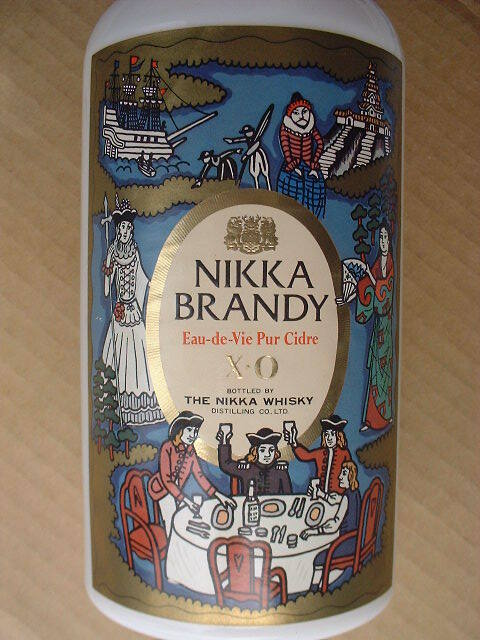 NIKKA
BRANDY
Eau-de-Vie Pur Cidre
X·O
BOTTLED BY
THE NIKKA WHISKY
DISTILLING CO. LTD.